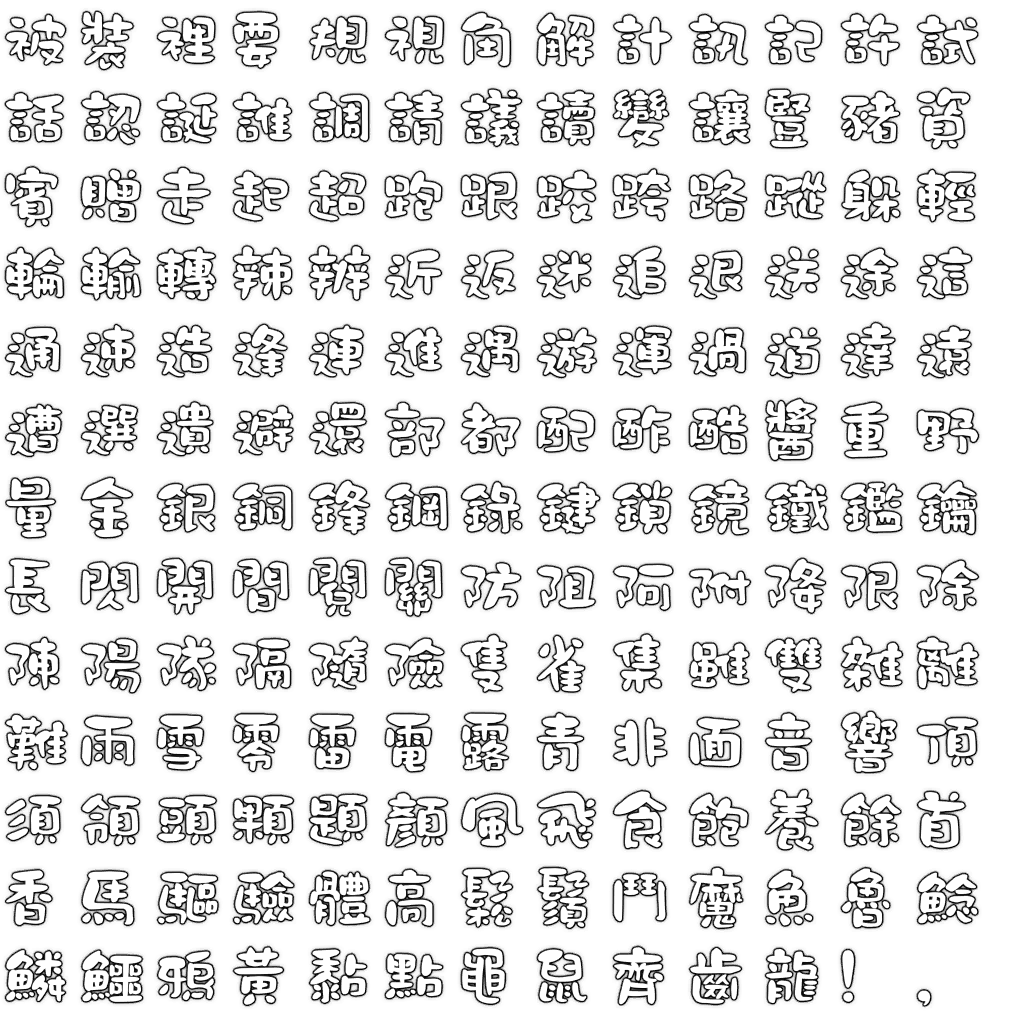 被裝裡要規視角解計訊記許試
話認誕誰調請議讀變讓豎豬資
賓贈走起超跑跟跤跨路蹤躲輕
輪輸轉辣辨近返迷追退送途這
通速造逢連進遇遊運過道達遠
遭選遺避還部都配酢酷醬重野
量金銀銅鋒鋼錄鍵鎖鏡鐵鑑鑰
長閃開間闊關防阻阿附降限除
陳陽隊隔隨險隻雀集雖雙雜離
難雨雪零雷電露青非面音響頂
須領頭顆題顏風飛食飽養餘首
香馬驅驗體高鬆鬚鬥魔魚魯鯰
鱗鱷鴉黃黏點黽鼠齊齒龍！，